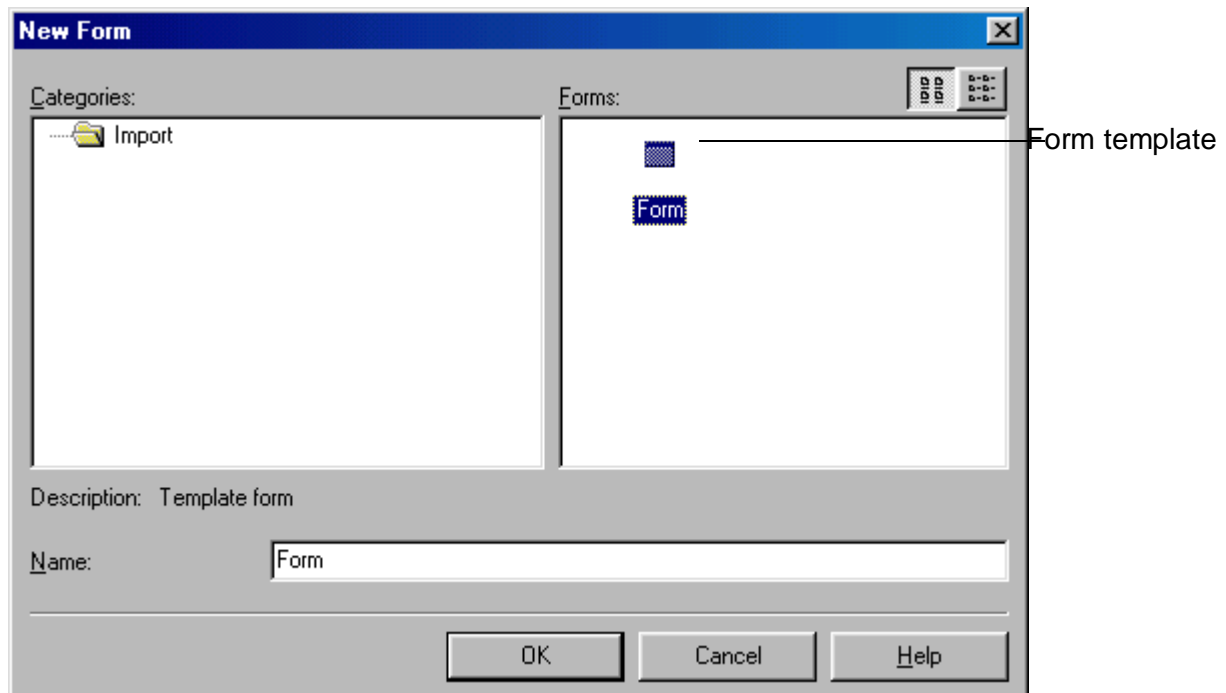 New Form
Categories:
Forms:
Import
Form template
Form
Description: Template form
Name:
Form
OK
Cancel
Help